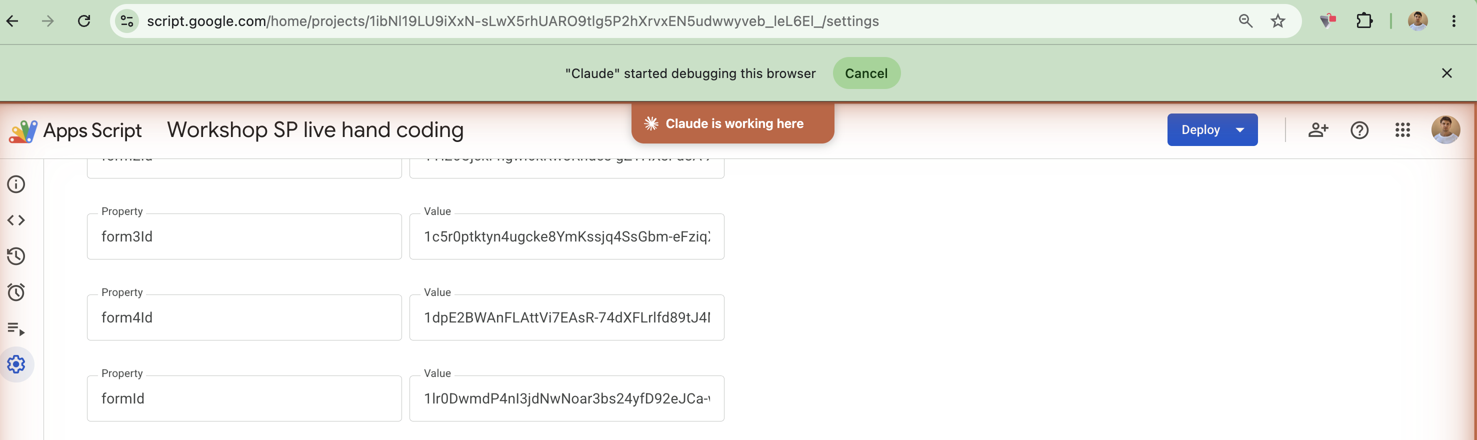 script.google.com/home/projects/1ibNl19LU9iXxN-sLwX5rhUARO9tIg5P2hXrvxEN5udwwyveb_leL6El_/settings
"Claude" started debugging this browser
Cancel
Apps Script
Workshop SP live hand coding
Claude is working here
Deploy
Property
Value
form3Id
1c5r0ptktyn4ugcke8YmKssjq4SsGbm-eFziq
Property
Value
form4Id
1dpE2BWAnFLAttVi7EAsR-74dXFLrlfd89tJ4
Property
Value
formId
1lr0DwmdP4nI3jdNwNoar3bs24yfD92eJCa-